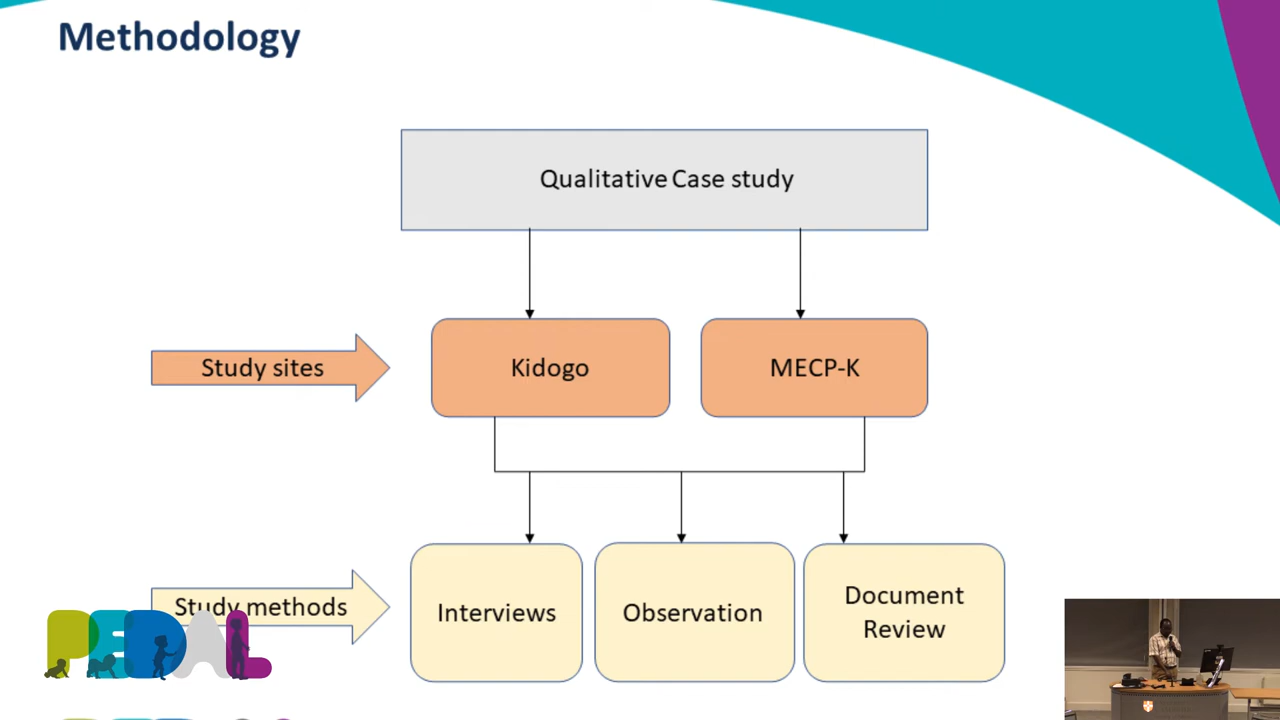 Methodology
Qualitative Case study
Study sites
Kidogo
MECP-K
Study methods
Interviews
Observation
Document
Review
PEDAL